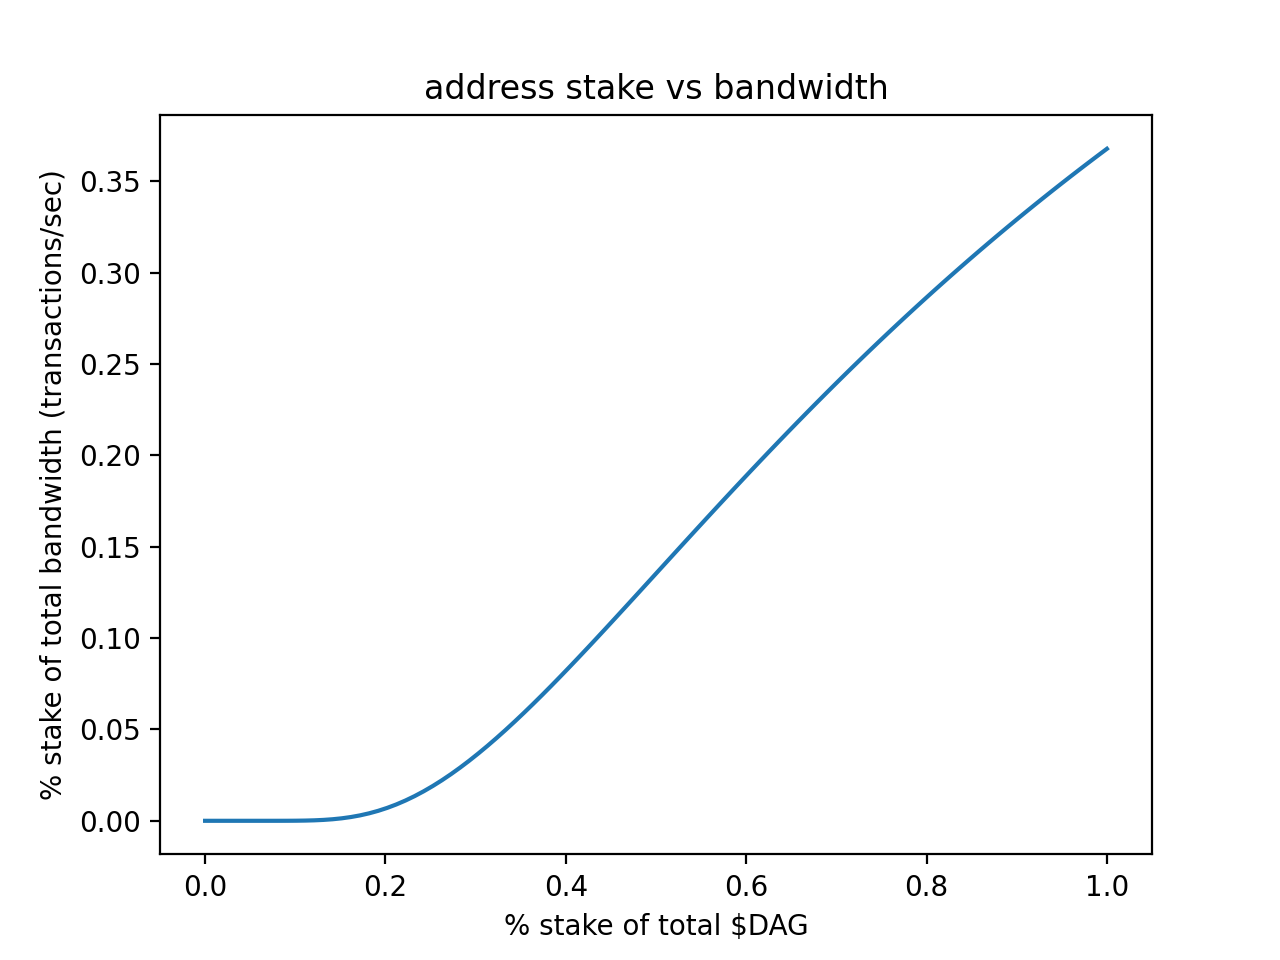 address stake vs bandwidth
% stake of total bandwidth (transactions/sec)
0.35
0.30
0.25
0.20
0.15
0.10
0.05
0.00
0.0 0.2 0.4 0.6 0.8 1.0
% stake of total $DAG